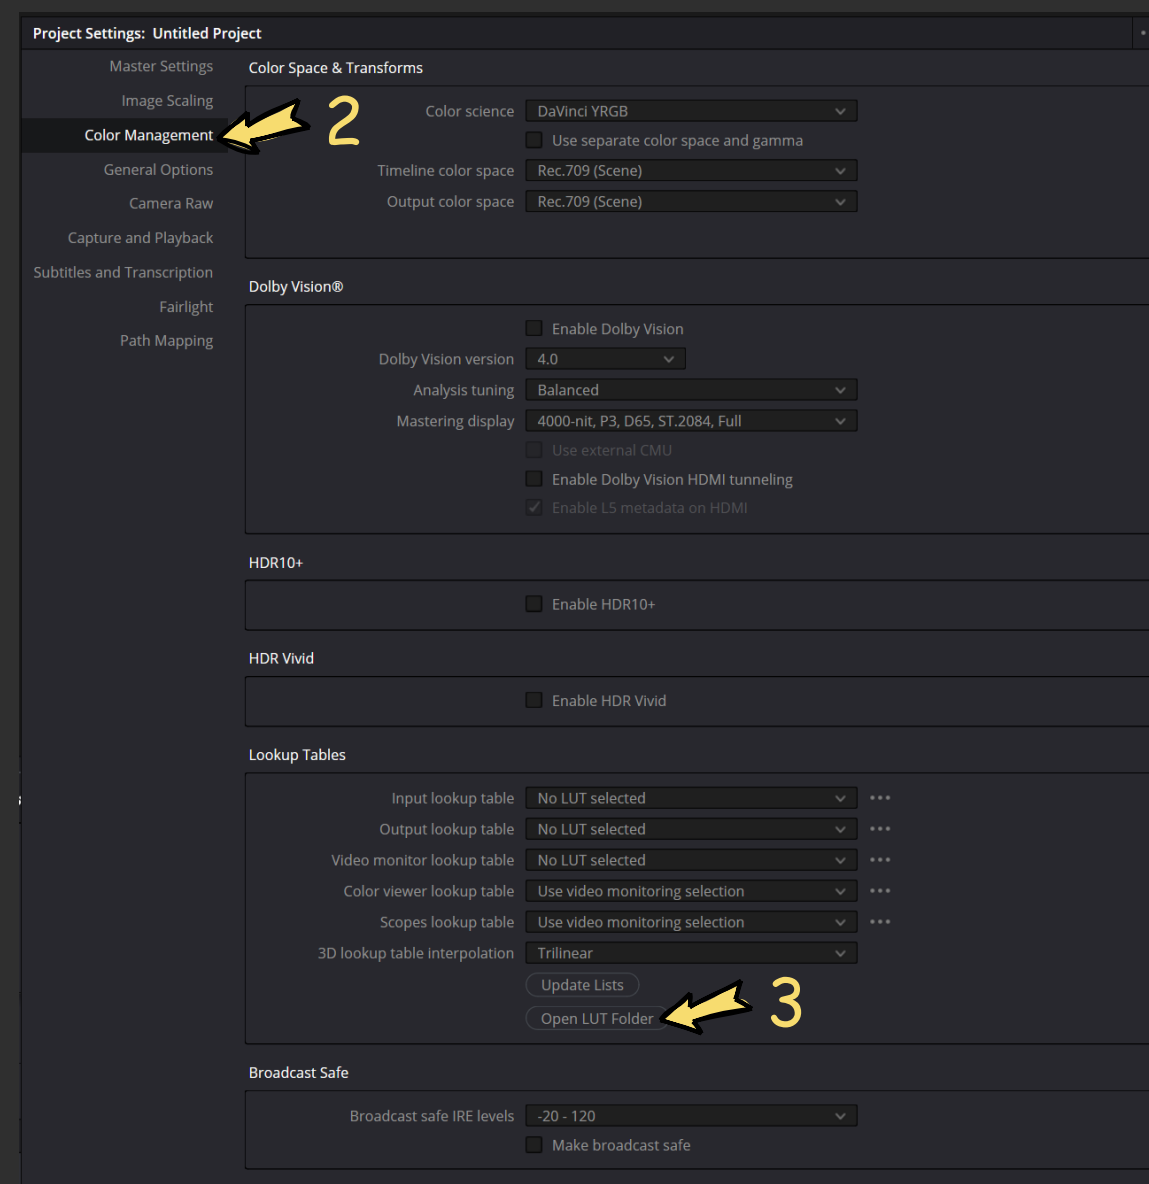 Project Settings: Untitled Project
Master Settings
Image Scaling
Color Management
General Options
Camera Raw
Capture and Playback
Subtitles and Transcription
Fairlight
Path Mapping
2
Color Space & Transforms
Color science DaVinci YRGB
Use separate color space and gamma
Timeline color space Rec.709 (Scene)
Output color space Rec.709 (Scene)
Dolby Vision®
Enable Dolby Vision
Dolby Vision version 4.0
Analysis tuning Balanced
Mastering display 4000-nit, P3, D65, ST.2084, Full
Use external CMU
Enable Dolby Vision HDMI tunneling
Enable L5 metadata on HDMI
HDR10+
Enable HDR10+
HDR Vivid
Enable HDR Vivid
Lookup Tables
Input lookup table No LUT selected
Output lookup table No LUT selected
Video monitor lookup table No LUT selected
Color viewer lookup table Use video monitoring selection
Scopes lookup table Use video monitoring selection
3D lookup table interpolation Trilinear
Update Lists
Open LUT Folder 3
Broadcast Safe
Broadcast safe IRE levels -20 - 120
Make broadcast safe